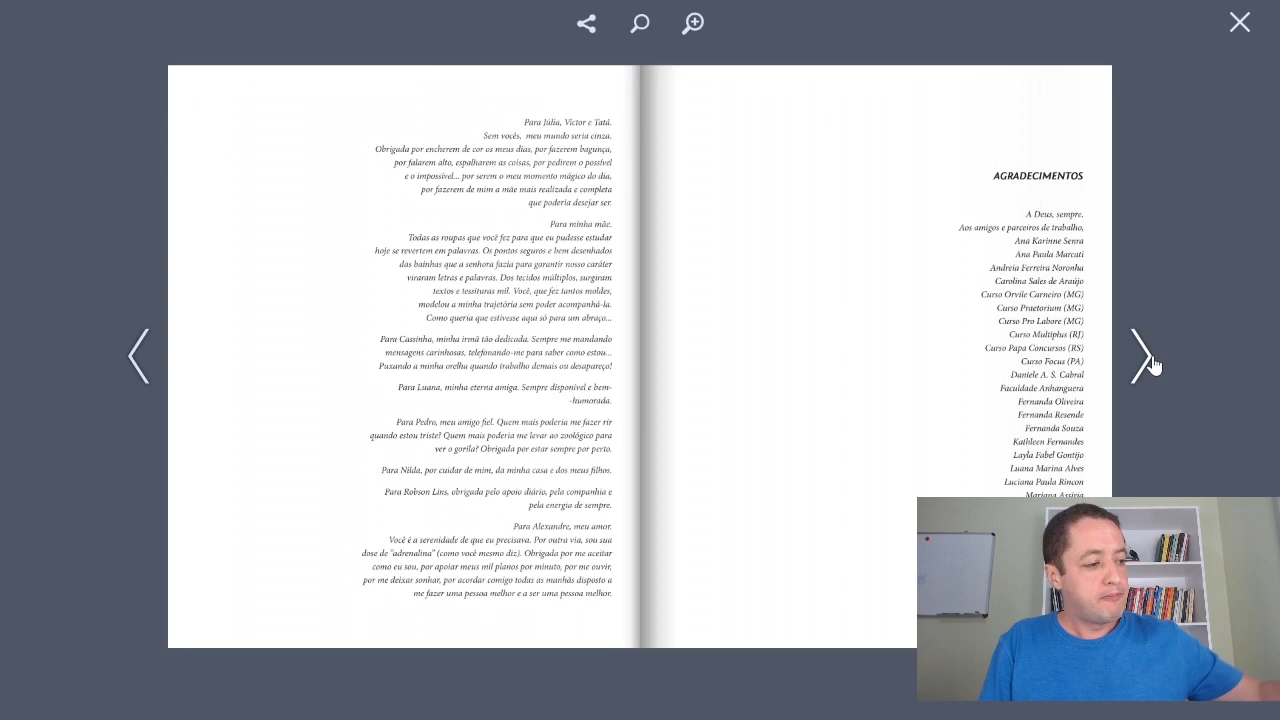 Para Júlia, Victor e Tatá.
Sem vocês, meu mundo seria cinza.
Obrigada por encherem de cor os meus dias, por fazerem bagunça,
por falarem alto, espalharem as coisas, por pedirem o possível
e o impossível... por serem o meu momento mágico do dia,
por fazerem de mim a mãe mais realizada e completa
que poderia desejar ser.
Para minha mãe.
Todas as roupas que você fez para que eu pudesse estudar
hoje se revertem em palavras. Os pontos seguros e bem desenhados
das bainhas que a senhora fazia para garantir nosso caráter
viraram letras e palavras. Dos tecidos múltiplos, surgiram
textos e tessituras mil. Você, que fez tantos moldes,
modelou a minha trajetória sem poder acompanhá-la.
Como queria que estivesse aqui só para um abraço...
Para Cassinha, minha irmã tão dedicada. Sempre me mandando
mensagens carinhosas, telefonando-me para saber como estou...
Puxando a minha orelha quando trabalho demais ou desapareço!
Para Luana, minha eterna amiga. Sempre disponível e bem-
-humorada.
Para Pedro, meu amigo fiel. Quem mais poderia me fazer rir
quando estou triste? Quem mais poderia me levar ao zoológico para
ver o gorila? Obrigada por estar sempre por perto.
Para Nilda, por cuidar de mim, da minha casa e dos meus filhos.
Para Robson Lins, obrigada pelo apoio diário, pela companhia e
pela energia de sempre.
Para Alexandre, meu amor.
Você é a serenidade de que eu precisava. Por outra via, sou sua
dose de "adrenalina" (como você mesmo diz). Obrigada por me aceitar
como eu sou, por apoiar meus mil planos por minuto, por me ouvir,
por me deixar sonhar, por acordar comigo todas as manhãs disposto a
me fazer uma pessoa melhor e a ser uma pessoa melhor.
AGRADECIMENTOS
A Deus, sempre.
Aos amigos e parceiros de trabalho,
Ana Karinne Senra
Ana Paula Marcati
Andreia Ferreira Noronha
Carolina Sales de Araújo
Curso Orvile Carneiro (MG)
Curso Praetorium (MG)
Curso Pro Labore (MG)
Curso Multiplus (RJ)
Curso Papa Concursos (RS)
Curso Focus (PA)
Daniele A. S. Cabral
Faculdade Anhanguera
Fernanda Oliveira
Fernanda Resende
Fernanda Souza
Kathleen Fernandes
Layla Fabel Gontijo
Luana Marina Alves
Luciana Paula Rincon
Mariana Assíria